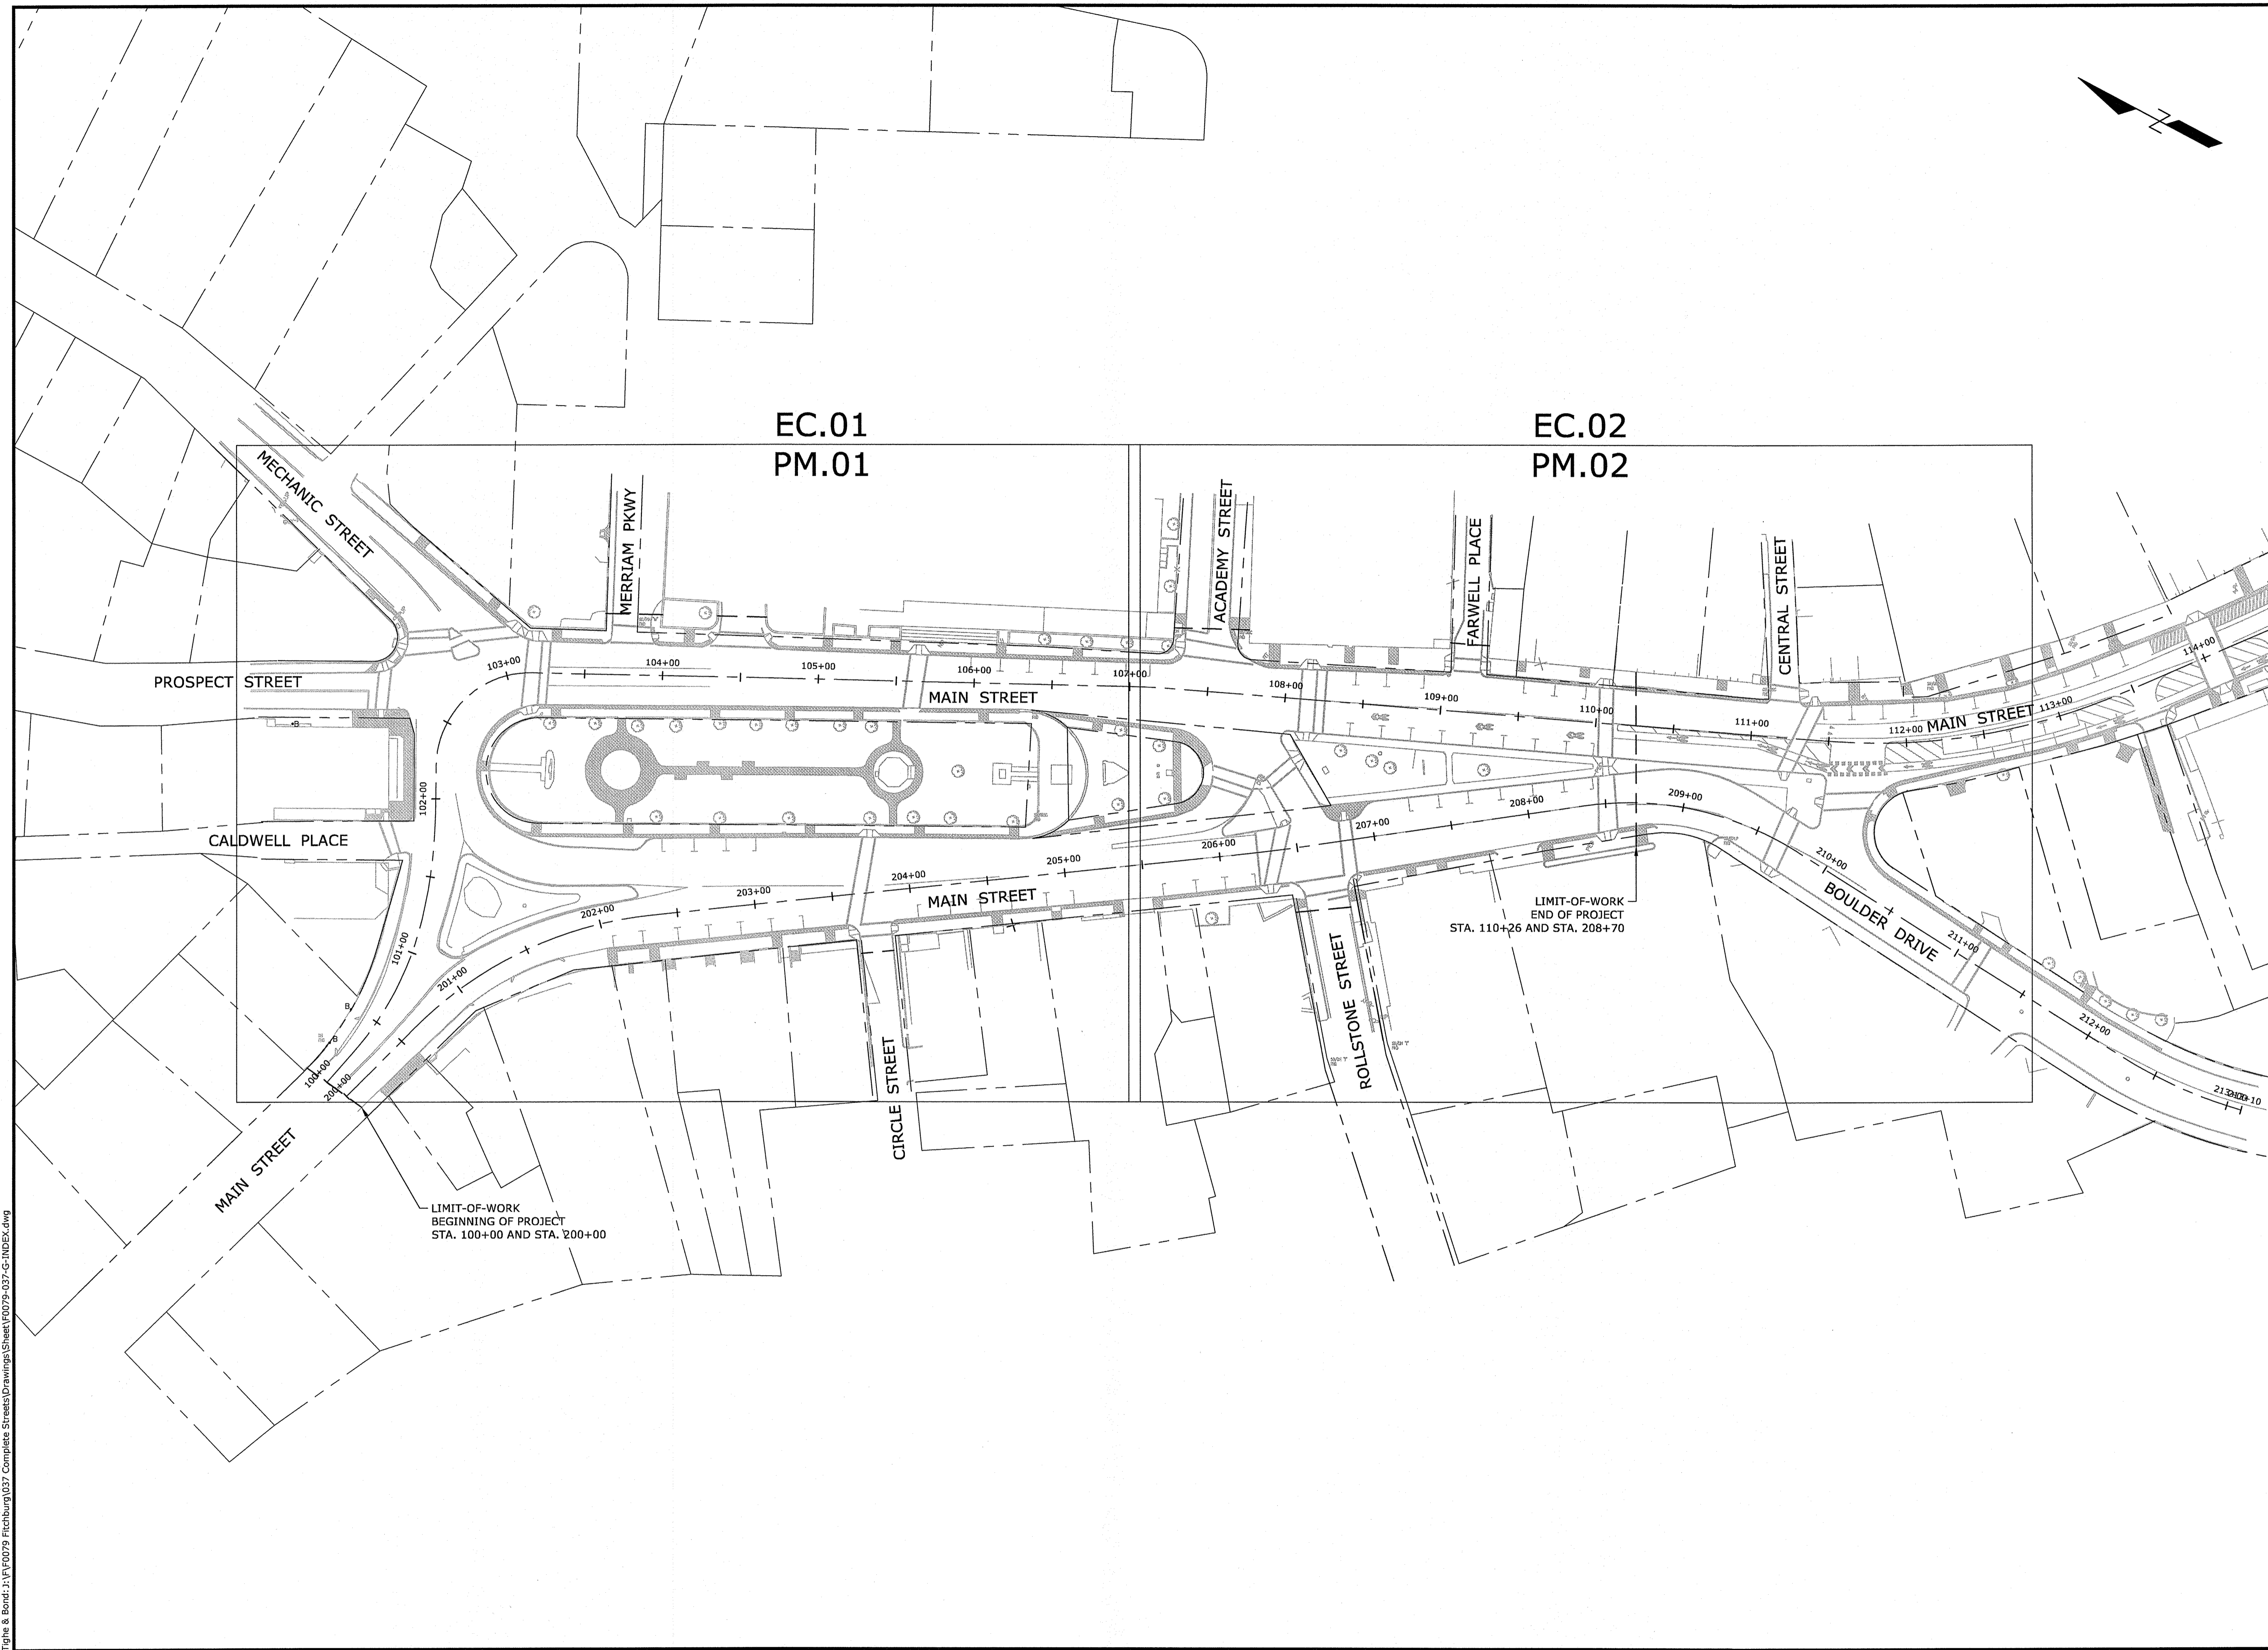 EC.01
PM.01
EC.02
PM.02
MECHANIC STREET
MERRIAM PKWY
ACADEMY STREET
FARWELL PLACE
CENTRAL STREET
PROSPECT STREET
103+00
104+00
105+00
106+00
107+00
108+00
109+00
110+00
111+00
112+00
113+00
114+00
MAIN STREET
MAIN STREET
102+00
CALDWELL PLACE
101+00
100+00
200+00
201+00
202+00
203+00
204+00
205+00
206+00
207+00
208+00
209+00
210+00
211+00
212+00
MAIN STREET
BOULDER DRIVE
LIMIT-OF-WORK
END OF PROJECT
STA. 110+26 AND STA. 208+70
CIRCLE STREET
ROLLSTONE STREET
MAIN STREET
B
B
B
LIMIT-OF-WORK
BEGINNING OF PROJECT
STA. 100+00 AND STA. 200+00
Tighe & Bond:J:\F\F0079 Fitchburg\037 Complete Streets\Drawings\Sheet\F0079-037-G-INDEX.dwg